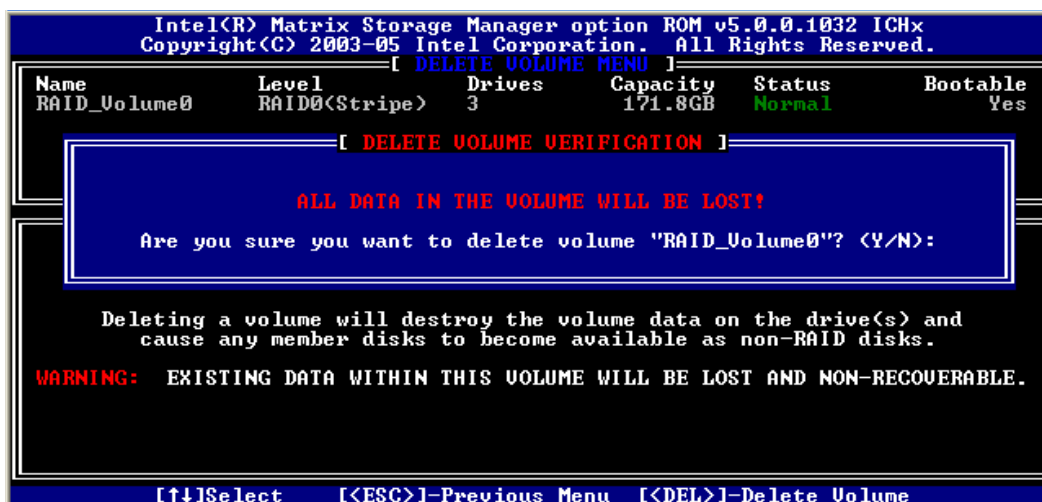 Intel(R) Matrix Storage Manager option ROM v5.0.0.1032 ICHx
Copyright(C) 2003-05 Intel Corporation. All Rights Reserved.
[ DELETE VOLUME MENU ]
Name Level Drives Capacity Status Bootable
RAID_Volume0 RAID0(Stripe) 3 171.8GB Normal Yes
[ DELETE VOLUME VERIFICATION ]
ALL DATA IN THE VOLUME WILL BE LOST!
Are you sure you want to delete volume "RAID_Volume0"? (Y/N):
Deleting a volume will destroy the volume data on the drive(s) and
cause any member disks to become available as non-RAID disks.
WARNING: EXISTING DATA WITHIN THIS VOLUME WILL BE LOST AND NON-RECOVERABLE.
[↑↓]Select [<ESC>]-Previous Menu [<DEL>]-Delete Volume